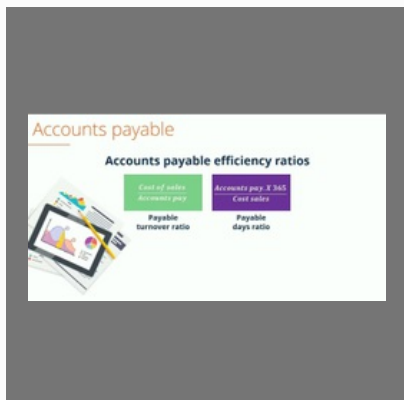 Accounts payable
Accounts payable efficiency ratios
Cost of sales
Accounts pay
Accounts pay. X 365
Cost sales
Payable
turnover ratio
Payable
days ratio